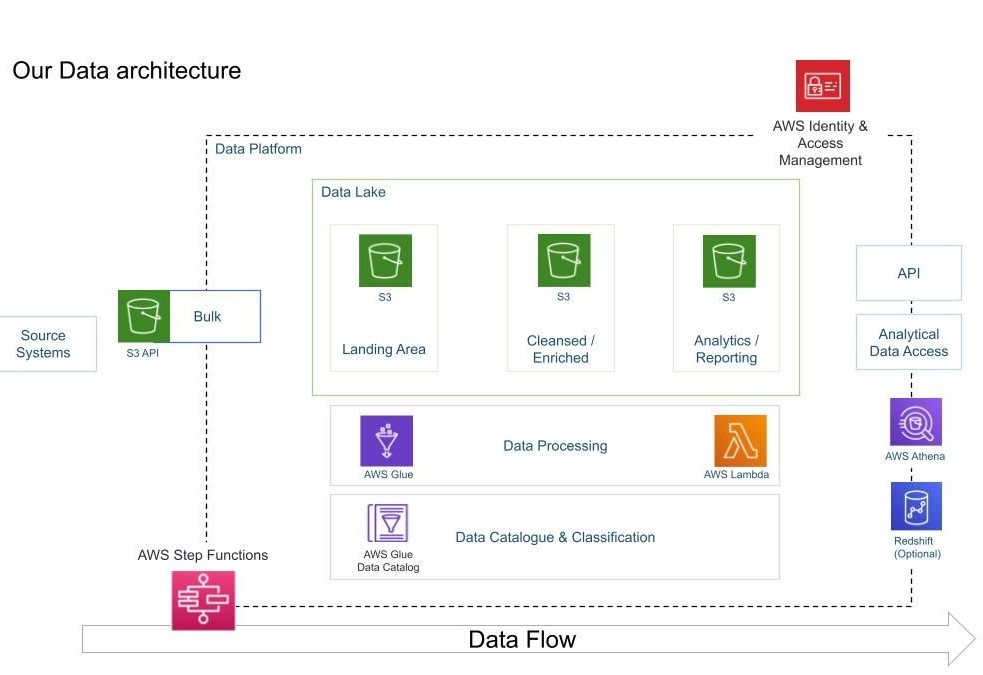 Our Data architecture
AWS Identity &
Access
Management
Data Platform
Data Lake
S3
Landing Area
S3
Cleansed /
Enriched
S3
Analytics /
Reporting
Source
Systems
Bulk
S3 API
API
Analytical
Data Access
AWS Glue
Data Processing
AWS Lambda
AWS Athena
AWS Glue
Data Catalog
Data Catalogue & Classification
Redshift
(Optional)
AWS Step Functions
Data Flow